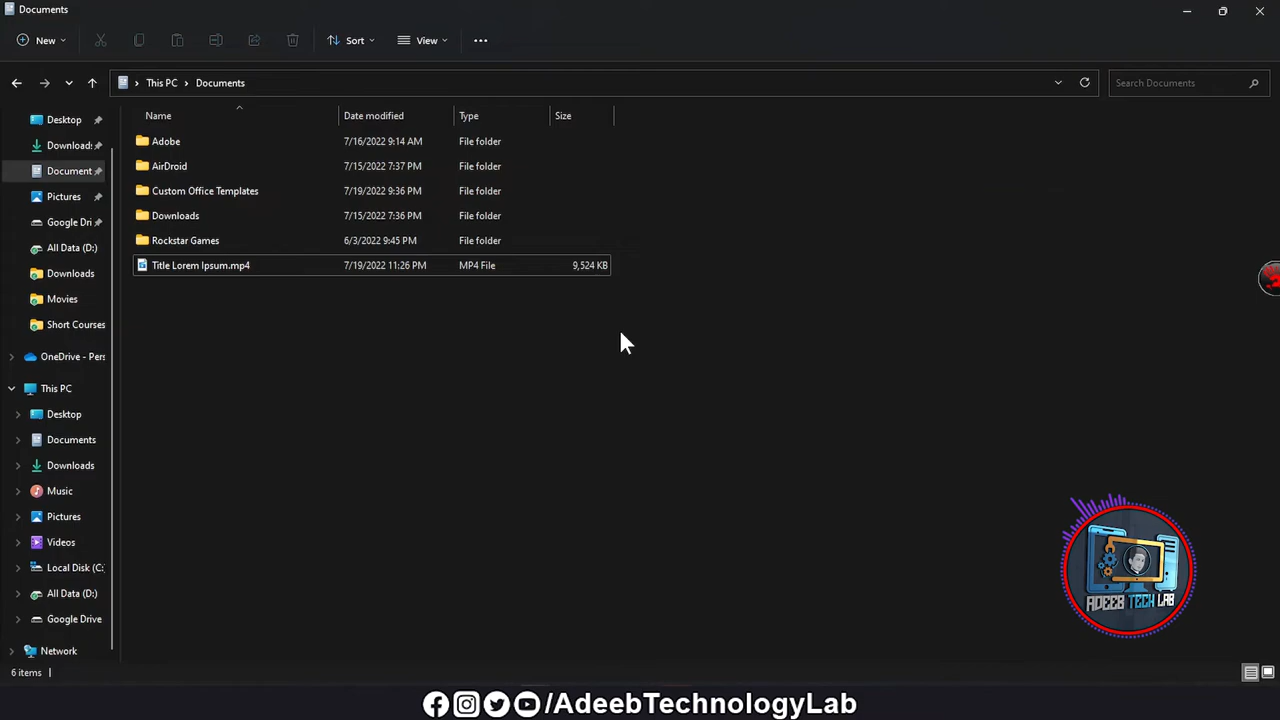 Documents
New
Sort
View
This PC
Documents
Search Documents
Name
Date modified
Type
Size
Desktop
Download:
Document
Pictures
Google Dri
All Data (D:)
Downloads
Movies
Short Courses
OneDrive - Pers
This PC
Desktop
Documents
Downloads
Music
Pictures
Videos
Local Disk (C:
All Data (D:)
Google Drive
Network
Adobe 7/16/2022 9:14 AM File folder
AirDroid 7/15/2022 7:37 PM File folder
Custom Office Templates 7/19/2022 9:36 PM File folder
Downloads 7/15/2022 7:36 PM File folder
Rockstar Games 6/3/2022 9:45 PM File folder
Title Lorem Ipsum.mp4 7/19/2022 11:26 PM MP4 File 9,524 KB
ADEEB TECH LAB
6 items
/AdeebTechnologyLab